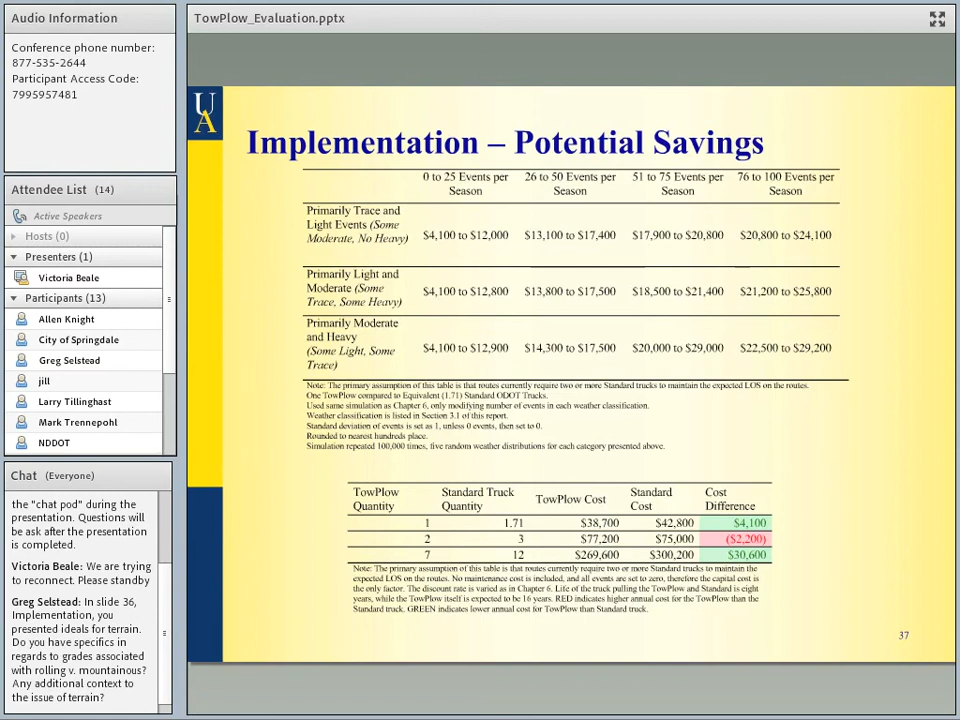 Audio Information
Conference phone number:
877-535-2644
Participant Access Code:
7995957481
Attendee List (14)
Active Speakers
Hosts (0)
Presenters (1)
Victoria Beale
Participants (13)
Allen Knight
City of Springdale
Greg Selstead
jill
Larry Tillinghast
Mark Trennepohl
NDDOT
Chat (Everyone)
the "chat pod" during the
presentation. Questions will
be ask after the presentation
is completed.
Victoria Beale: We are trying
to reconnect. Please standby
Greg Selstead: In slide 36,
Implementation, you
presented ideals for terrain.
Do you have specifics in
regards to grades associated
with rolling v. mountainous?
Any additional context to
the issue of terrain?
TowPlow_Evaluation.pptx
UA
Implementation – Potential Savings
0 to 25 Events per Season 26 to 50 Events per Season 51 to 75 Events per Season 76 to 100 Events per Season
Primarily Trace and
Light Events (Some
Moderate, No Heavy) $4,100 to $12,000 $13,100 to $17,400 $17,900 to $20,800 $20,800 to $24,100
Primarily Light and
Moderate (Some
Trace, Some Heavy) $4,100 to $12,800 $13,800 to $17,500 $18,500 to $21,400 $21,200 to $25,800
Primarily Moderate
and Heavy
(Some Light, Some
Trace) $4,100 to $12,900 $14,300 to $17,500 $20,000 to $29,000 $22,500 to $29,200
Note: The primary assumption of this table is that routes currently require two or more Standard trucks to maintain the expected LOS on the routes.
One TowPlow compared to Equivalent (1.71) Standard ODOT Trucks.
Used same simulation as Chapter 6, only modifying number of events in each weather classification.
Weather classification is listed in Section 3.1 of this report.
Standard deviation of events is set as 1, unless 0 events, then set to 0.
Rounded to nearest hundreds place.
Simulation repeated 100,000 times, five random weather distributions for each category presented above.
TowPlow Quantity Standard Truck Quantity TowPlow Cost Standard Cost Cost Difference
1 1.71 $38,700 $42,800 $4,100
2 3 $77,200 $75,000 ($2,200)
7 12 $269,600 $300,200 $30,600
Note: The primary assumption of this table is that routes currently require two or more Standard trucks to maintain the
expected LOS on the routes. No maintenance cost is included, and all events are set to zero, therefore the capital cost is
the only factor. The discount rate is varied as in Chapter 6. Life of the truck pulling the TowPlow and Standard is eight
years, while the TowPlow itself is expected to be 16 years. RED indicates higher annual cost for the TowPlow than the
Standard truck. GREEN indicates lower annual cost for TowPlow than Standard truck.
37